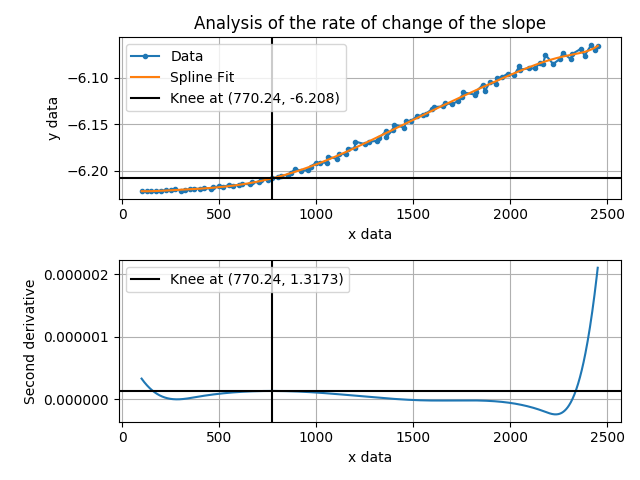 Analysis of the rate of change of the slope
Data
Spline Fit
Knee at (770.24, -6.208)
−6.10
−6.15
−6.20
y data
0
500
1000
1500
2000
2500
x data
Knee at (770.24, 1.3173)
0.000002
0.000001
0.000000
Second derivative
0
500
1000
1500
2000
2500
x data